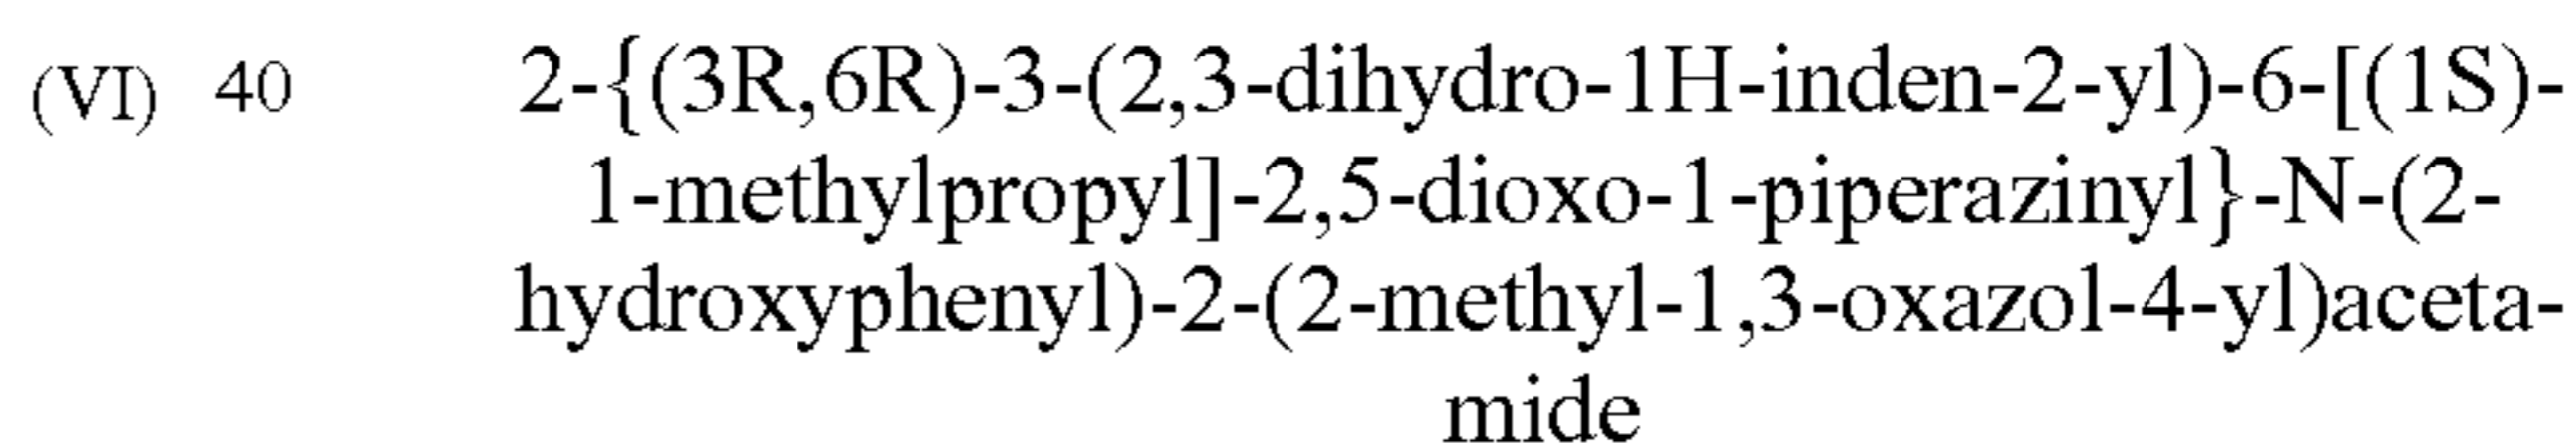 (VI) 40 2-{(3R,6R)-3-(2,3-dihydro-1H-inden-2-yl)-6-[(1S)-
1-methylpropyl]-2,5-dioxo-1-piperazinyl}-N-(2-
hydroxyphenyl)-2-(2-methyl-1,3-oxazol-4-yl)aceta-
mide